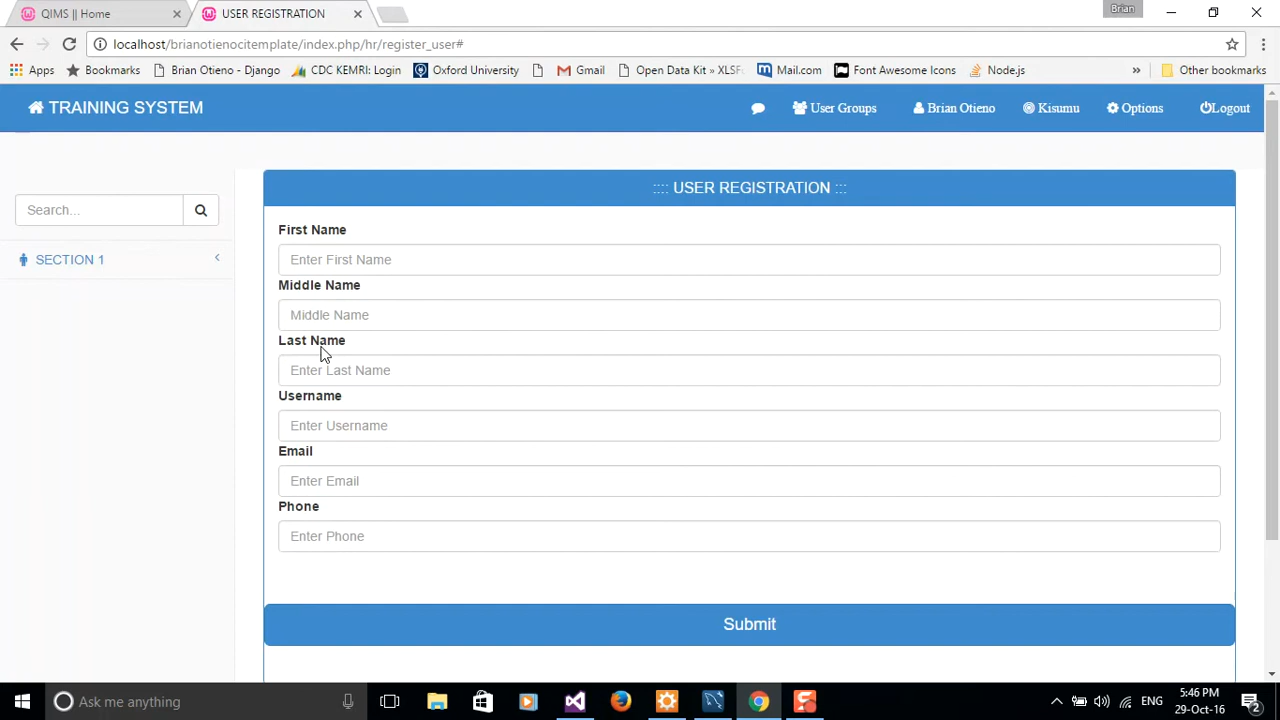 QIMS || Home
USER REGISTRATION
Brian
localhost/brianotienocitemplate/index.php/hr/register_user#
Apps Bookmarks Brian Otieno - Django CDC KEMRI: Login Oxford University Gmail Open Data Kit » XLSF Mail.com Font Awesome Icons Node.js » Other bookmarks
TRAINING SYSTEM User Groups Brian Otieno Kisumu Options Logout
Search...
SECTION 1
:::: USER REGISTRATION :::
First Name
Enter First Name
Middle Name
Middle Name
Last Name
Enter Last Name
Username
Enter Username
Email
Enter Email
Phone
Enter Phone
Submit
Ask me anything
ENG
5:46 PM
29-Oct-16
2